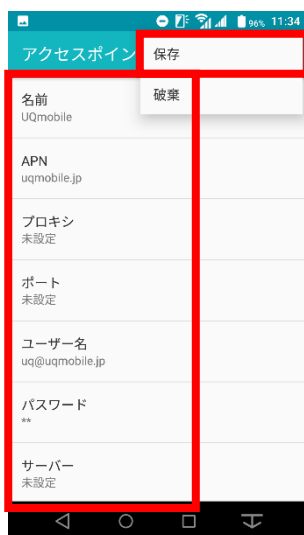 96% 11:34
アクセスポイン
保存
破棄
名前
UQmobile
APN
uqmobile.jp
プロキシ
未設定
ポート
未設定
ユーザー名
uq@uqmobile.jp
パスワード
**
サーバー
未設定